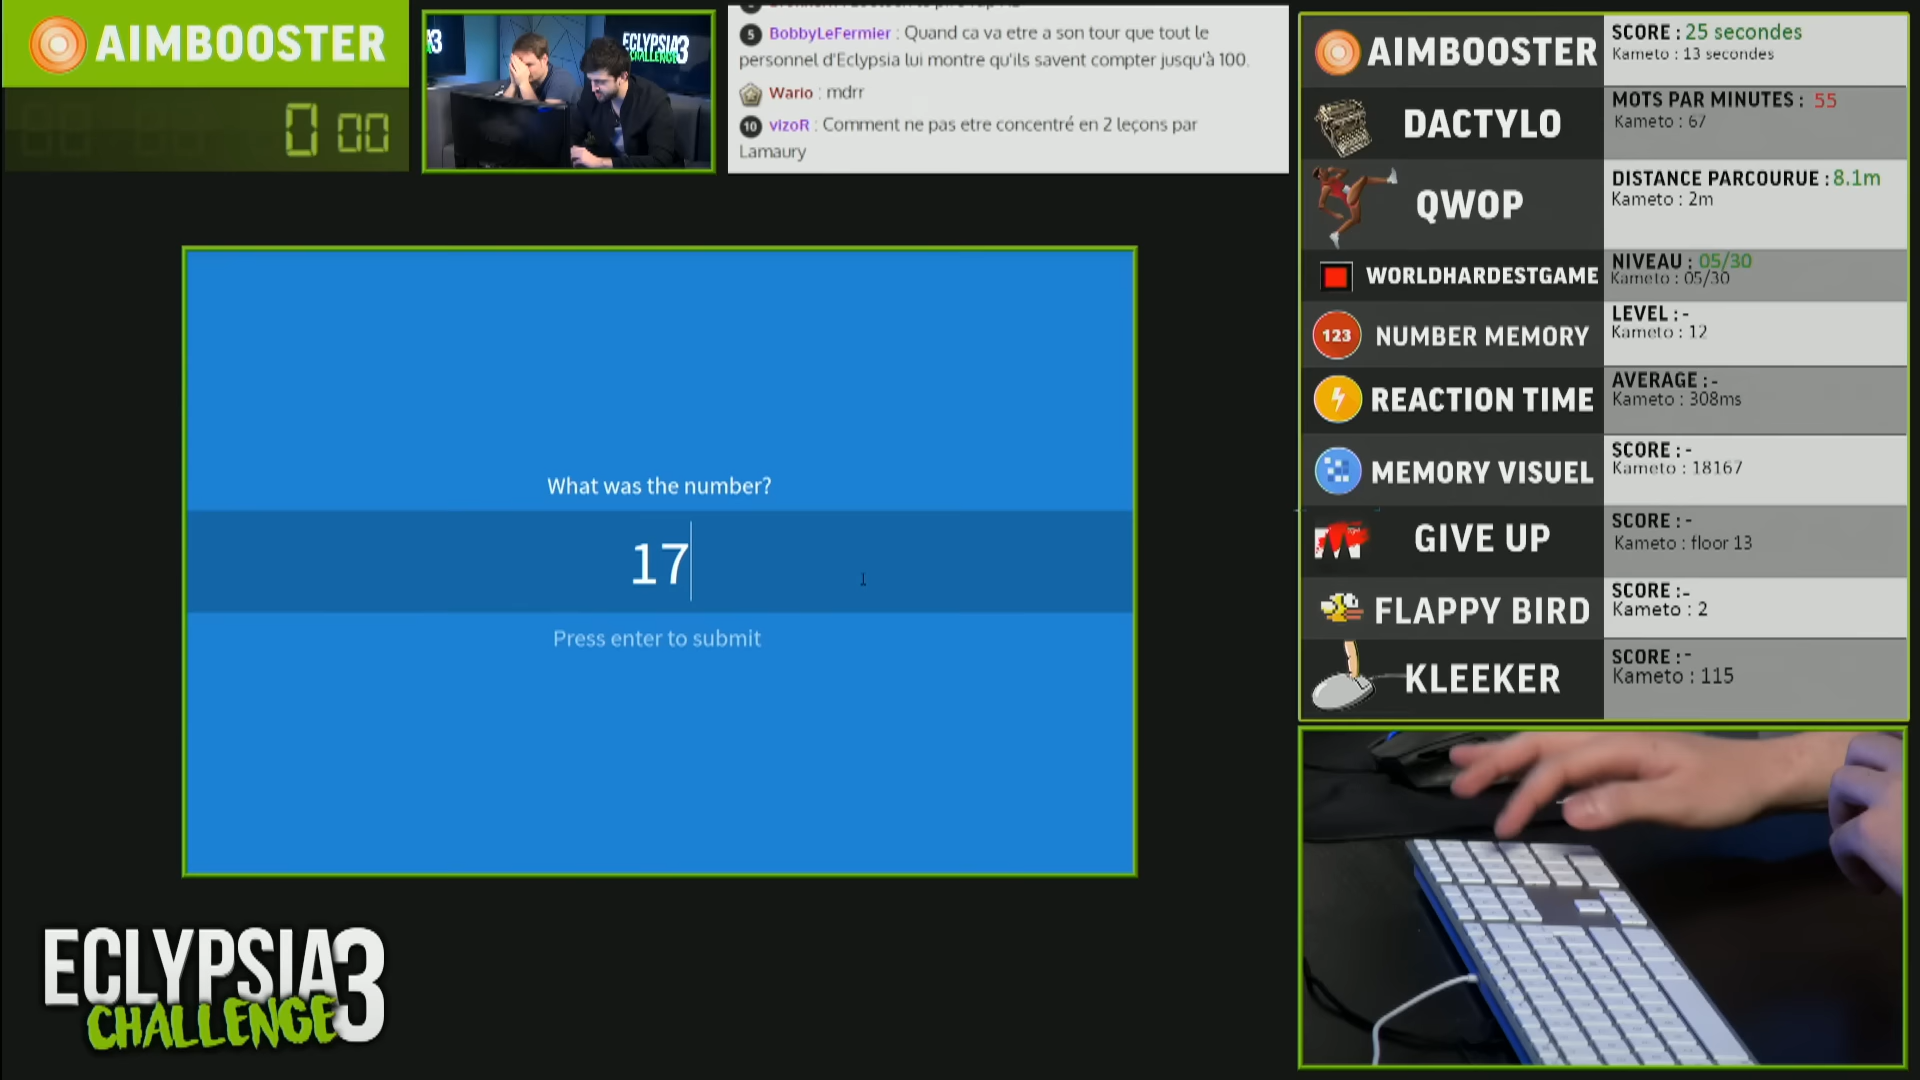 AIMBOOSTER
0 00
5 BobbyLeFermier : Quand ca va etre a son tour que tout le
personnel d'Eclypsia lui montre qu'ils savent compter jusqu'à 100.
Wario : mdrr
10 vizoR : Comment ne pas etre concentré en 2 leçons par
Lamaury
ECLYPSIA3
CHALLENGE
What was the number?
17
Press enter to submit
ECLYPSIA3
CHALLENGE
AIMBOOSTER
SCORE : 25 secondes
Kameto : 13 secondes
DACTYLO
MOTS PAR MINUTES : 55
Kameto : 67
QWOP
DISTANCE PARCOURUE : 8.1m
Kameto : 2m
WORLDHARDESTGAME
NIVEAU : 05/30
Kameto : 05/30
123 NUMBER MEMORY
LEVEL : -
Kameto : 12
REACTION TIME
AVERAGE : -
Kameto : 308ms
MEMORY VISUEL
SCORE : -
Kameto : 18167
GIVE UP
SCORE : -
Kameto : floor 13
FLAPPY BIRD
SCORE : -
Kameto : 2
KLEEKER
SCORE : -
Kameto : 115